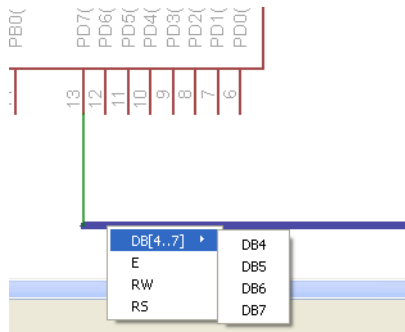 PB0(
PD7(
PD6(
PD5(
PD4(
PD3(
PD2(
PD1(
PD0(
13
12
11
10
9
8
7
6
DB[4..7]
E
RW
RS
DB4
DB5
DB6
DB7